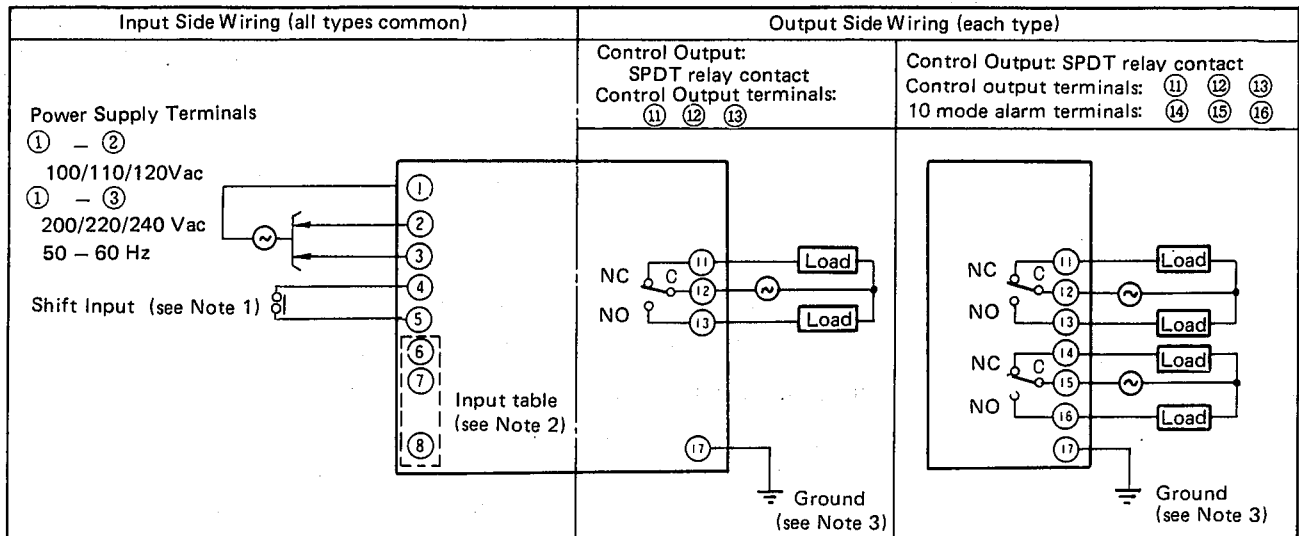 Input Side Wiring (all types common)
Output Side Wiring (each type)
Control Output:
SPDT relay contact
Control Output terminals:
⑪ ⑫ ⑬
Control Output: SPDT relay contact
Control output terminals: ⑪ ⑫ ⑬
10 mode alarm terminals: ⑭ ⑮ ⑯
Power Supply Terminals
① – ②
100/110/120Vac
① – ③
200/220/240 Vac
50 – 60 Hz
Shift Input (see Note 1)
①
②
③
④
⑤
⑥
⑦
⑧
Input table
(see Note 2)
NC
C
NO
⑪
⑫
⑬
Load
Load
⑰
Ground
(see Note 3)
NC
C
NO
⑪
⑫
⑬
Load
Load
NC
C
NO
⑭
⑮
⑯
Load
Load
⑰
Ground
(see Note 3)